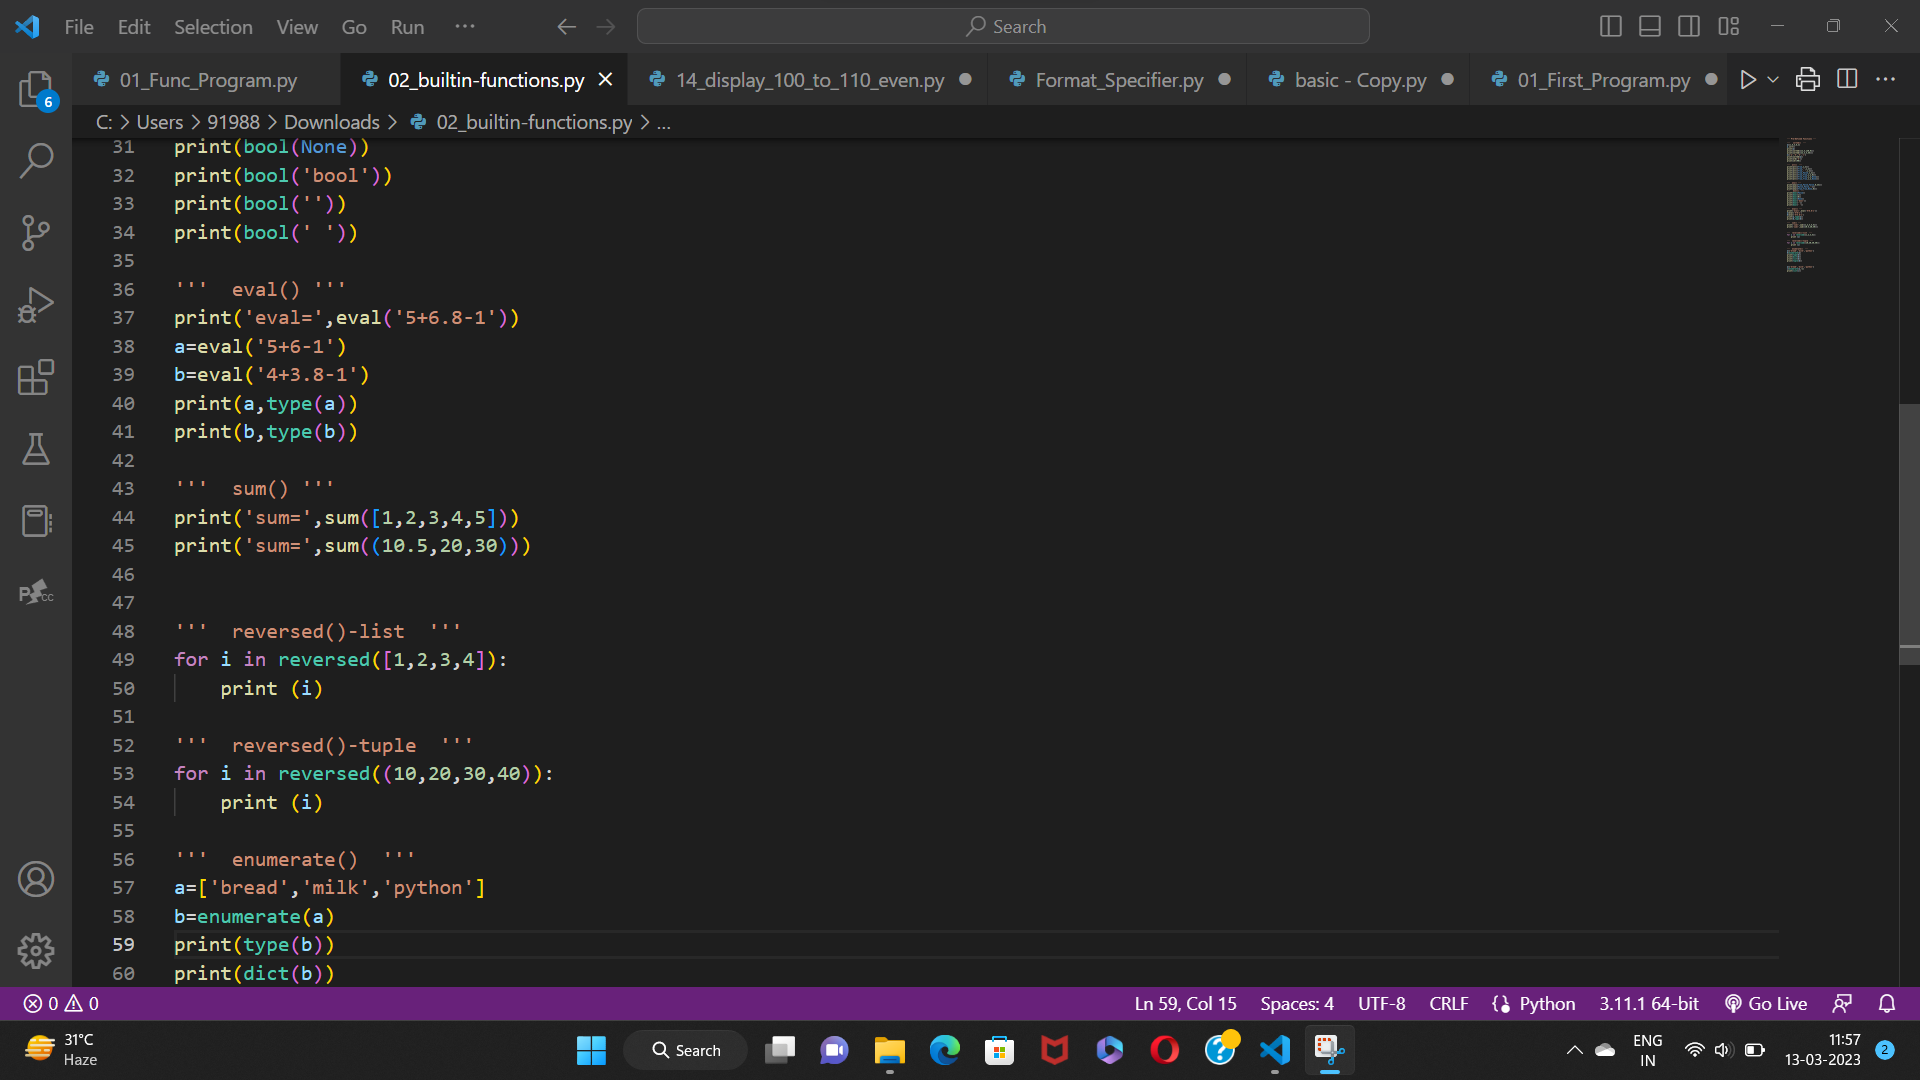 File Edit Selection View Go Run ··· Search
01_Func_Program.py 02_builtin-functions.py 14_display_100_to_110_even.py Format_Specifier.py basic - Copy.py 01_First_Program.py
6
C: > Users > 91988 > Downloads > 02_builtin-functions.py > ...
31 print(bool(None))
32 print(bool('bool'))
33 print(bool(''))
34 print(bool(' '))
35
36 '''  eval() '''
37 print('eval=',eval('5+6.8-1'))
38 a=eval('5+6-1')
39 b=eval('4+3.8-1')
40 print(a,type(a))
41 print(b,type(b))
42
43 '''  sum() '''
44 print('sum=',sum([1,2,3,4,5]))
45 print('sum=',sum((10.5,20,30)))
46
47
48 '''  reversed()-list  '''
49 for i in reversed([1,2,3,4]):
50     print (i)
51
52 '''  reversed()-tuple  '''
53 for i in reversed((10,20,30,40)):
54     print (i)
55
56 '''  enumerate()  '''
57 a=['bread','milk','python']
58 b=enumerate(a)
59 print(type(b))
60 print(dict(b))
P CC
0 0 Ln 59, Col 15 Spaces: 4 UTF-8 CRLF Python 3.11.1 64-bit Go Live
31°C
Haze
Search
ENG
IN
11:57
13-03-2023
2